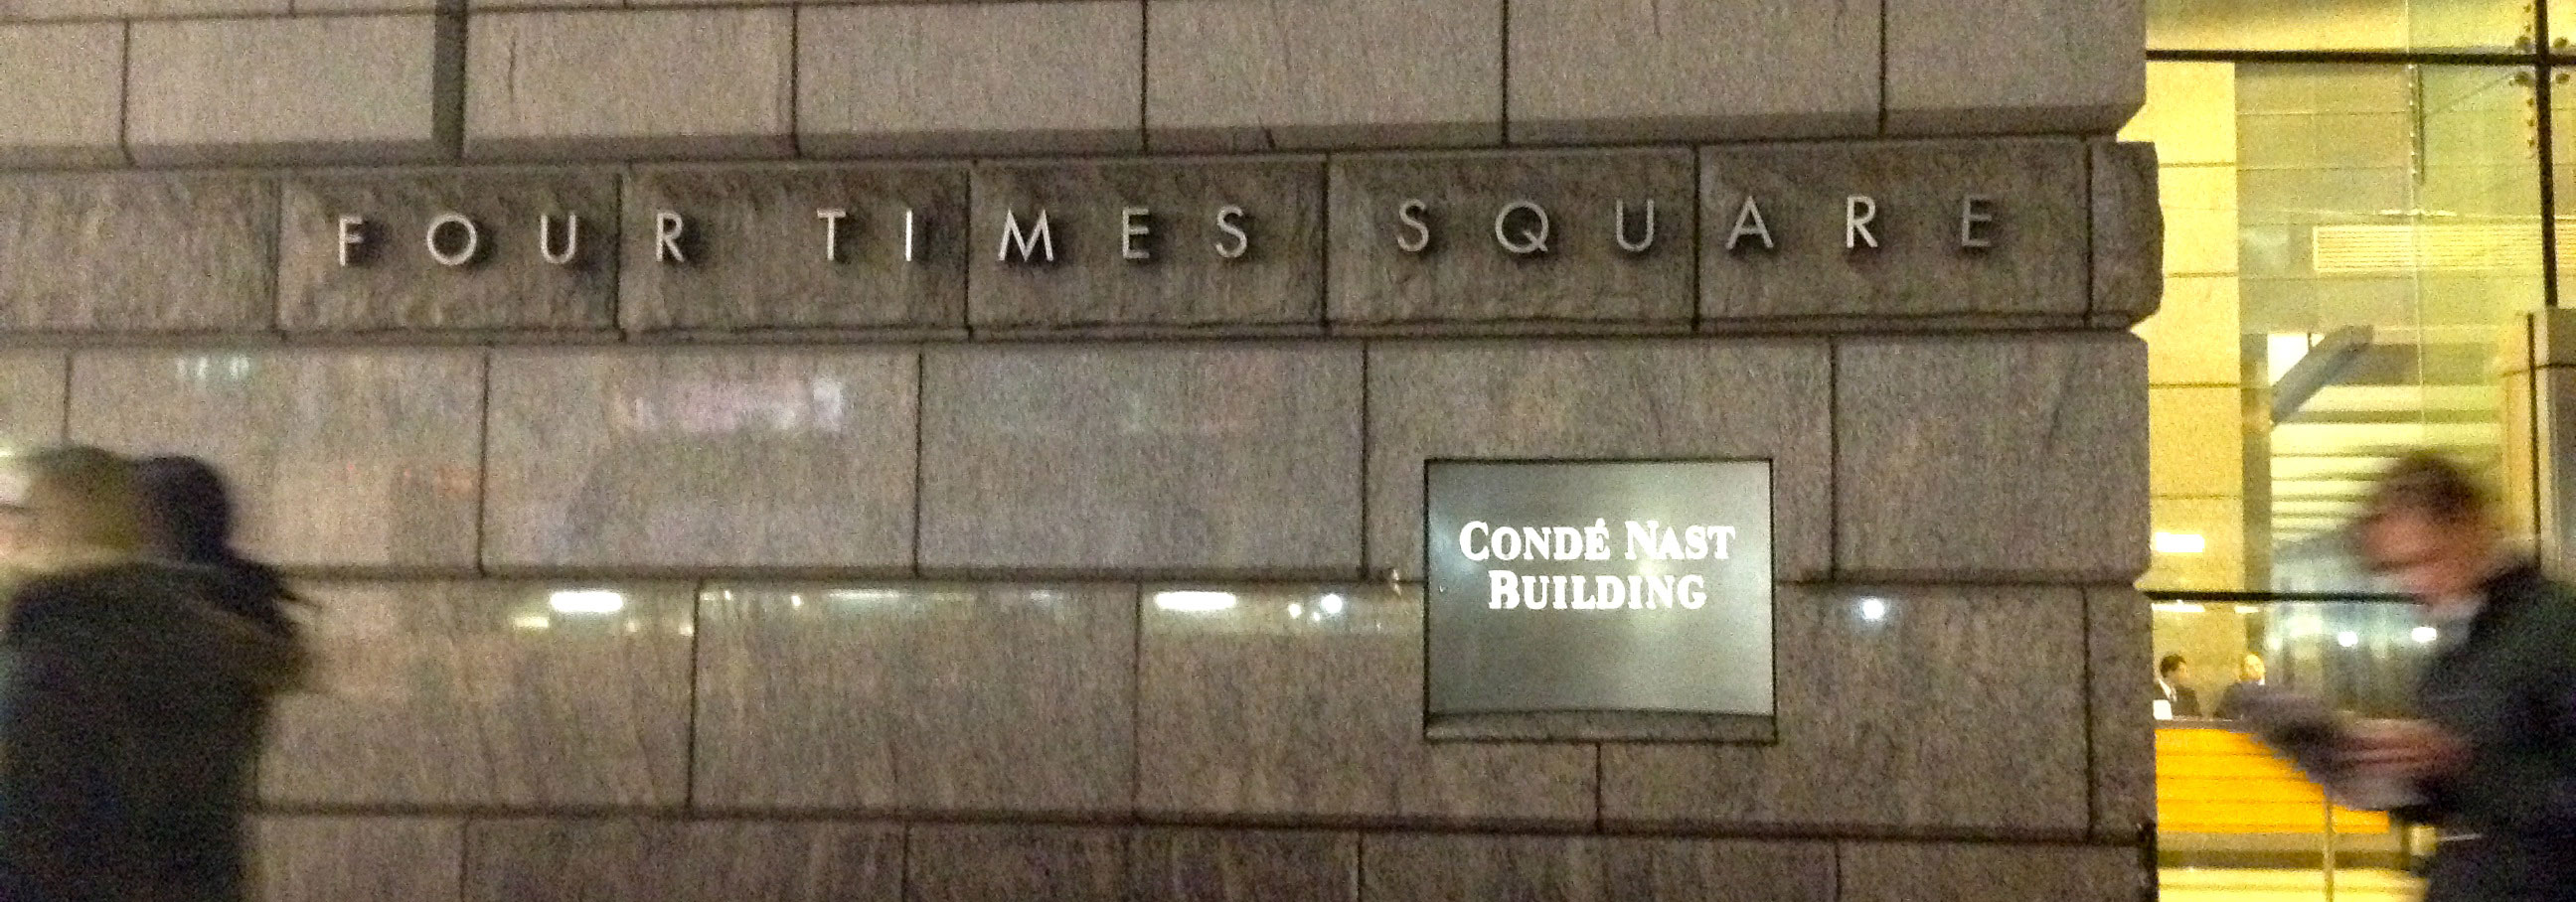 FOUR TIMES SQUARE
CONDÉ NAST
BUILDING